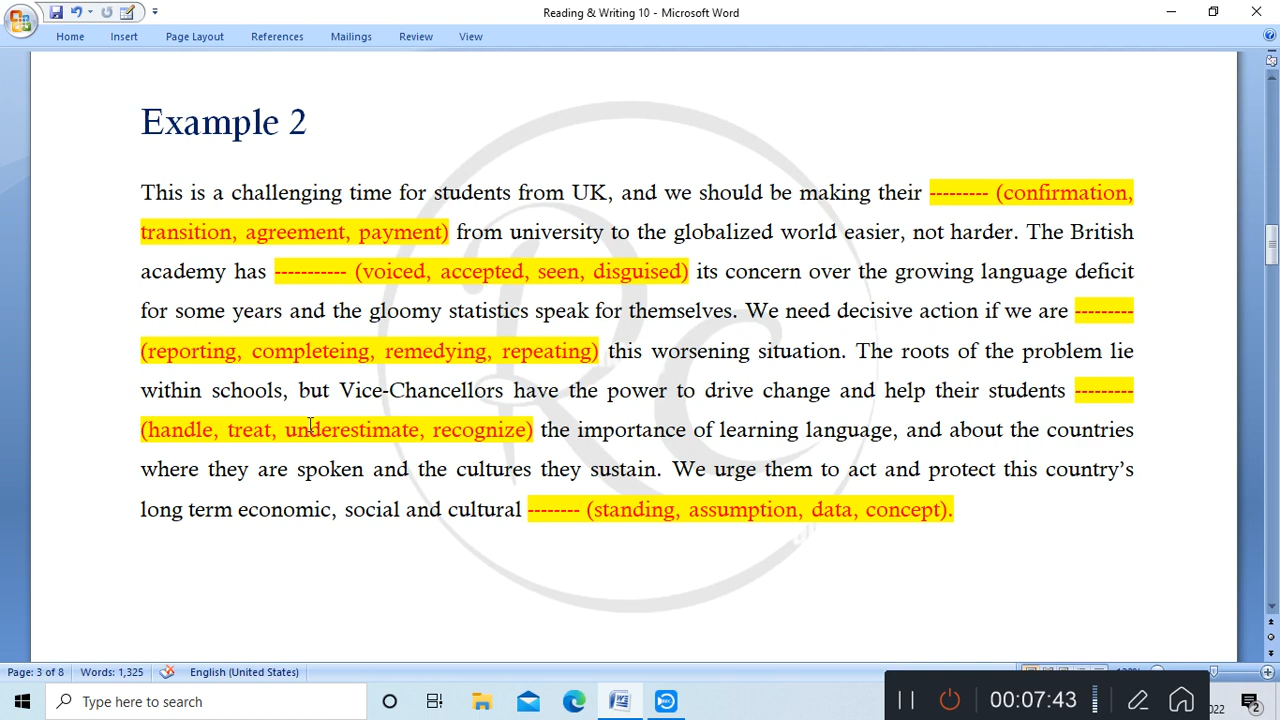 Reading & Writing 10 - Microsoft Word
Home Insert Page Layout References Mailings Review View
Example 2
This is a challenging time for students from UK, and we should be making their --------- (confirmation,
transition, agreement, payment) from university to the globalized world easier, not harder. The British
academy has ----------- (voiced, accepted, seen, disguised) its concern over the growing language deficit
for some years and the gloomy statistics speak for themselves. We need decisive action if we are ---------
(reporting, completeing, remedying, repeating) this worsening situation. The roots of the problem lie
within schools, but Vice-Chancellors have the power to drive change and help their students ---------
(handle, treat, underestimate, recognize) the importance of learning language, and about the countries
where they are spoken and the cultures they sustain. We urge them to act and protect this country’s
long term economic, social and cultural -------- (standing, assumption, data, concept).
RC
Page: 3 of 8 Words: 1,325 English (United States)
Type here to search 00:07:43 2